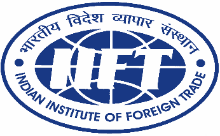 भारतीय विदेश व्यापार संस्थान
IIFT
INDIAN INSTITUTE OF FOREIGN TRADE